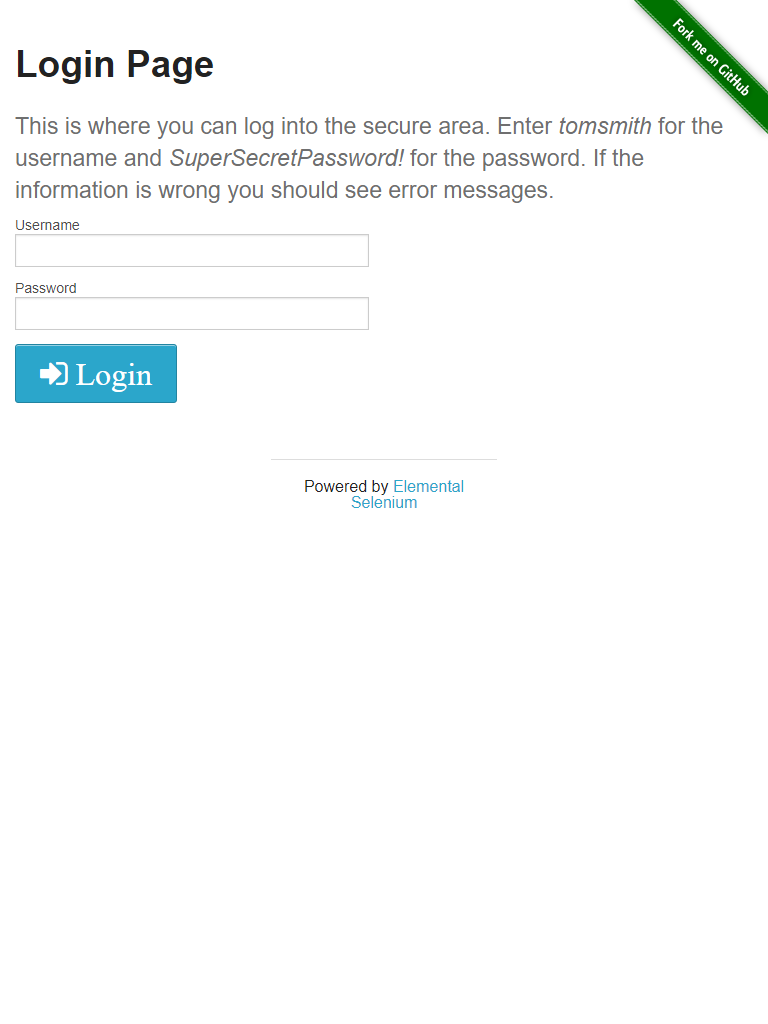 Fork me on GitHub
Login Page
This is where you can log into the secure area. Enter tomsmith for the
username and SuperSecretPassword! for the password. If the
information is wrong you should see error messages.
Username
Password
Login
Powered by Elemental
Selenium